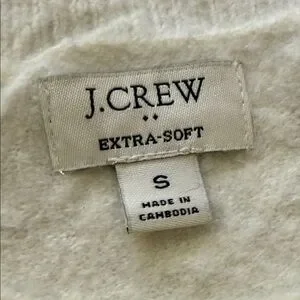 J.CREW
EXTRA-SOFT
S
MADE IN
CAMBODIA